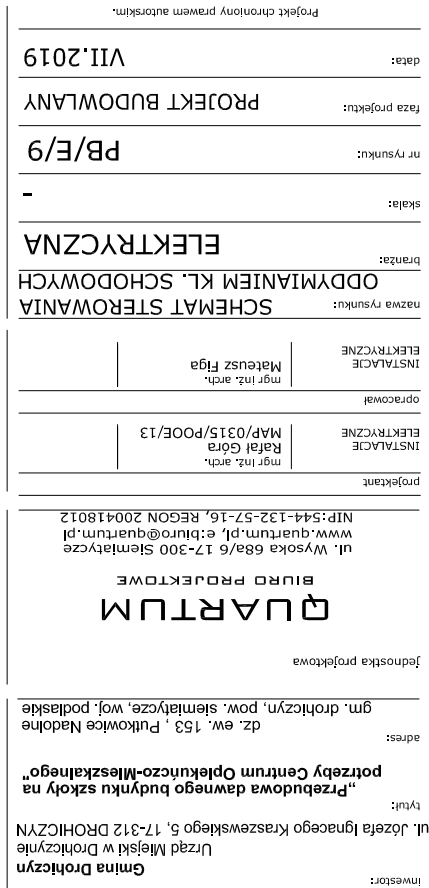 inwestor:
Gmina Drohiczyn
Urząd Miejski w Drohiczynie
ul. Józefa Ignacego Kraszewskiego 5, 17-312 DROHICZYN
tytuł:
„Przebudowa dawnego budynku szkoły na
potrzeby Centrum Opiekuńczo-Mieszkalnego"
adres:
dz. ew. 153 , Putkowice Nadolne
gm. drohiczyn, pow. siemiatycze, woj. podlaskie
jednostka projektowa
QUARTUM
BIURO PROJEKTOWE
ul. Wysoka 68a/6 17-300 Siemiatycze
www.quartum.pl, e:biuro@quartum.pl
NIP:544-132-57-16, REGON 200418012
projektant
INSTALACJE
ELEKTRYCZNE
mgr inż. arch.
Rafał Góra
MAP/0315/POOE/13
opracował
INSTALACJE
ELEKTRYCZNE
mgr inż. arch.
Mateusz Figa
nazwa rysunku:
SCHEMAT STEROWANIA
ODDYMIANIEM KL. SCHODOWYCH
branża:
ELEKTRYCZNA
skala:
-
nr rysunku:
PB/E/9
faza projektu:
PROJEKT BUDOWLANY
data:
VII.2019
Projekt chroniony prawem autorskim.